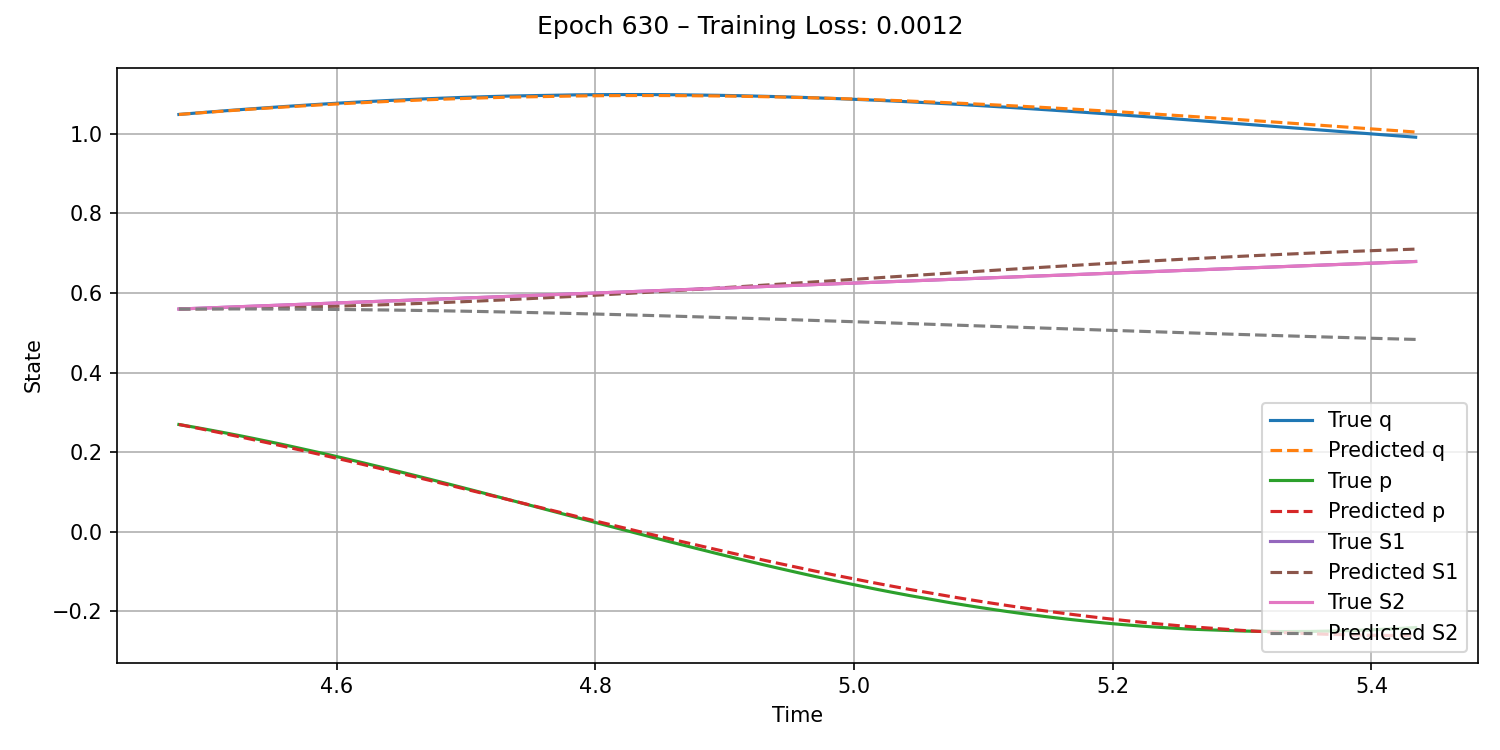 Epoch 630 – Training Loss: 0.0012
1.0
0.8
0.6
0.4
0.2
0.0
−0.2
State
4.6 4.8 5.0 5.2 5.4
Time
True q
Predicted q
True p
Predicted p
True S1
Predicted S1
True S2
Predicted S2